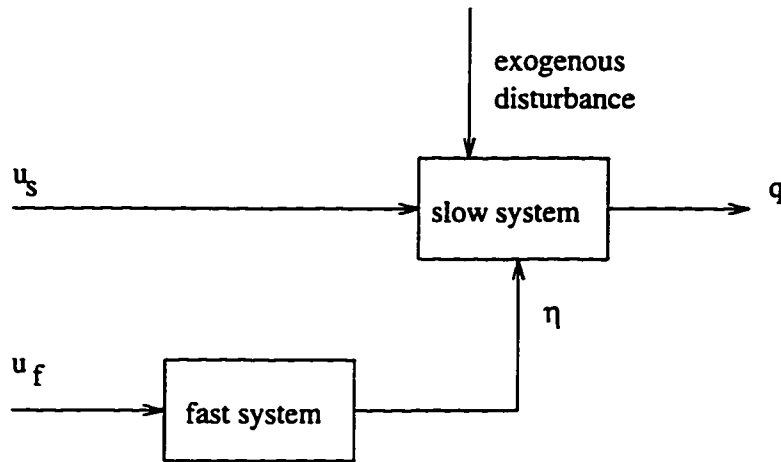 exogenous
disturbance
u_s
slow system
q
η
u_f
fast system